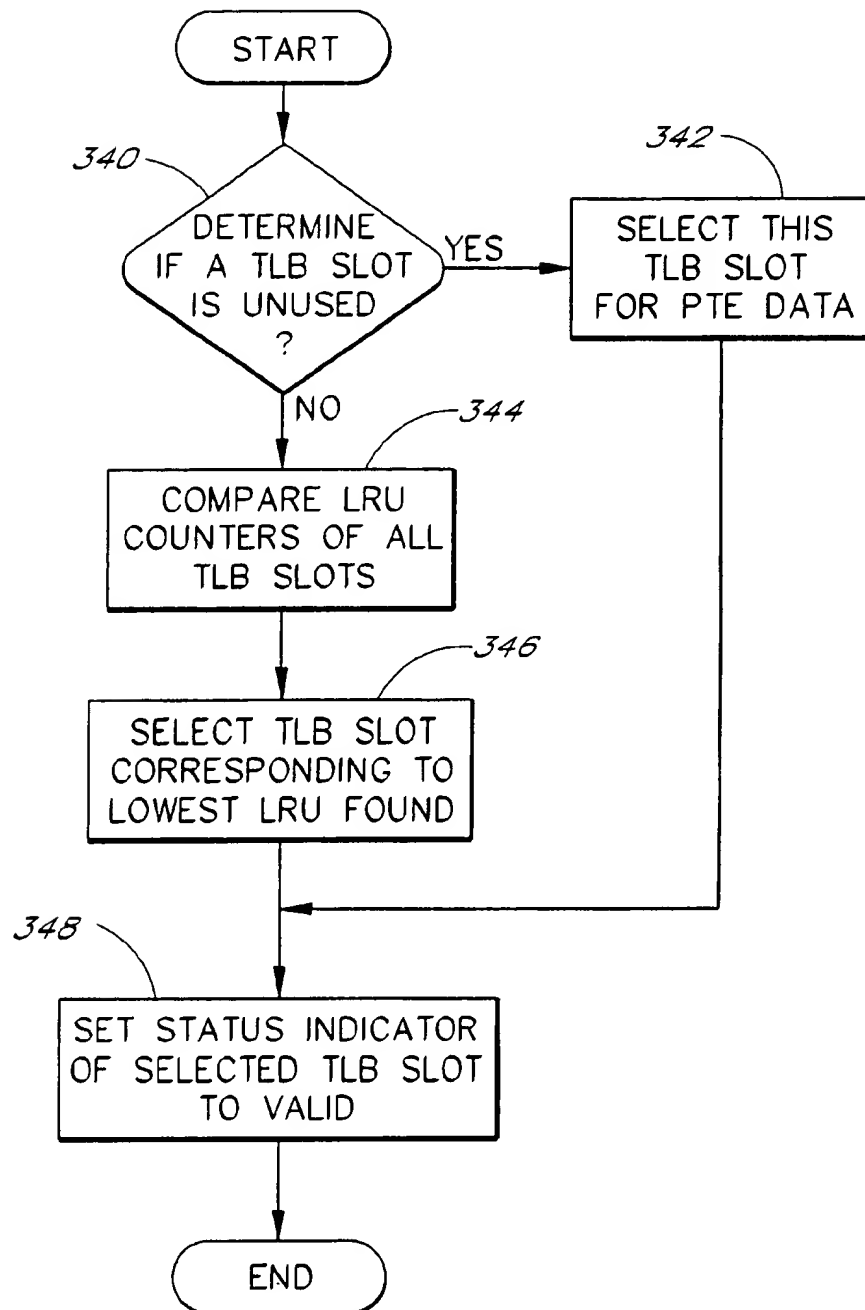 START
340
DETERMINE
IF A TLB SLOT
IS UNUSED
?
YES
342
SELECT THIS
TLB SLOT
FOR PTE DATA
NO
344
COMPARE LRU
COUNTERS OF ALL
TLB SLOTS
346
SELECT TLB SLOT
CORRESPONDING TO
LOWEST LRU FOUND
348
SET STATUS INDICATOR
OF SELECTED TLB SLOT
TO VALID
END